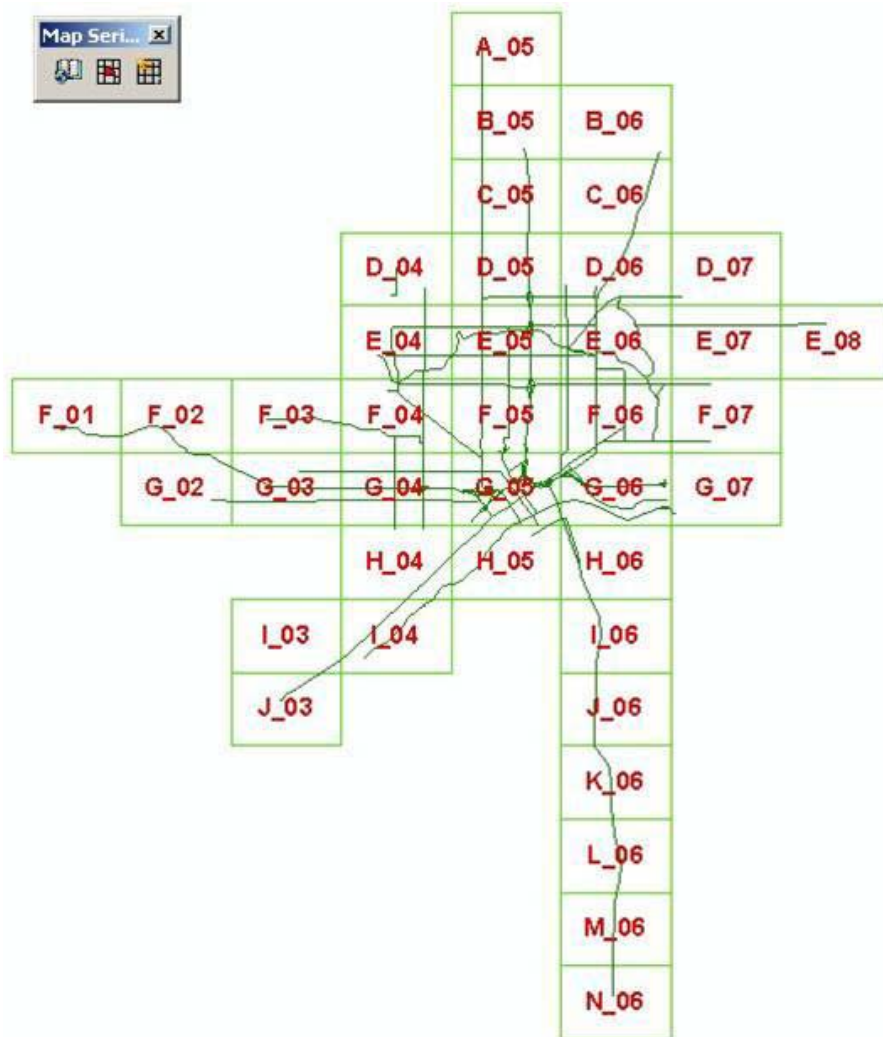 Map Seri...
A_05
B_05 B_06
C_05 C_06
D_04 D_05 D_06 D_07
E_04 E_05 E_06 E_07 E_08
F_01 F_02 F_03 F_04 F_05 F_06 F_07
G_02 G_03 G_04 G_05 G_06 G_07
H_04 H_05 H_06
I_03 I_04 I_06
J_03 J_06
K_06
L_06
M_06
N_06